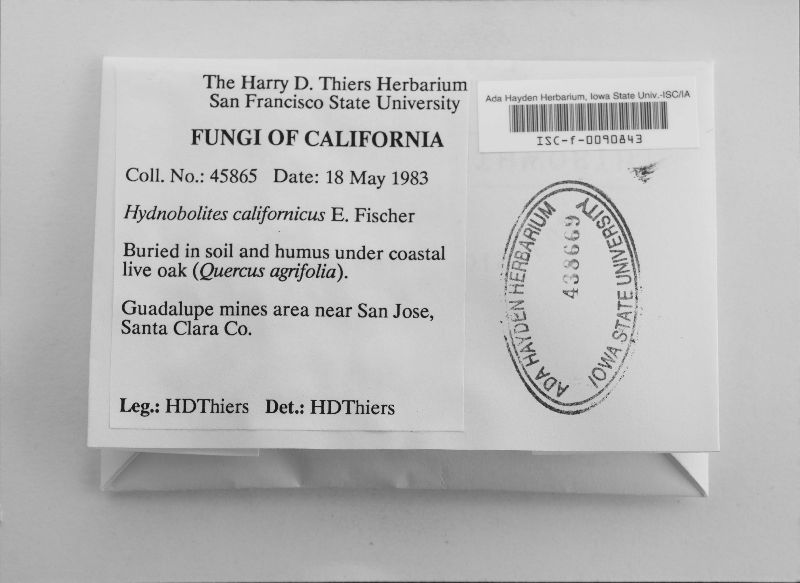 The Harry D. Thiers Herbarium
San Francisco State University
FUNGI OF CALIFORNIA
Coll. No.: 45865 Date: 18 May 1983
Hydnobolites californicus E. Fischer
Buried in soil and humus under coastal
live oak (Quercus agrifolia).
Guadalupe mines area near San Jose,
Santa Clara Co.
Leg.: HDThiers Det.: HDThiers
Ada Hayden Herbarium, Iowa State Univ.-ISC/IA
ISC-f-0090843
ADA HAYDEN HERBARIUM
438669
IOWA STATE UNIVERSITY